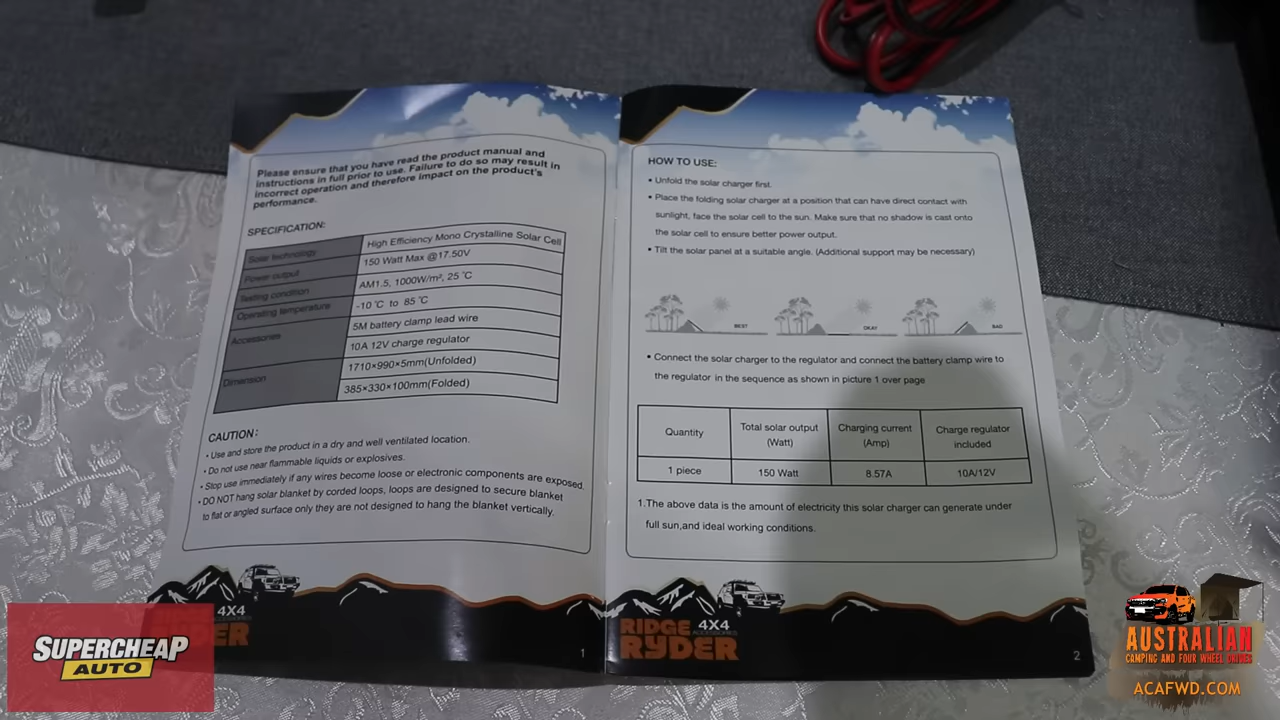 Please ensure that you have read the product manual and
instructions in full prior to use. Failure to do so may result in
incorrect operation and therefore impact on the product's
performance.
SPECIFICATION:
Solar technology High Efficiency Mono Crystalline Solar Cell
Power output 150 Watt Max @17.50V
Testing condition AM1.5, 1000W/m², 25 ℃
Operating temperature -10 ℃ to 85 ℃
Accessories 5M battery clamp lead wire
10A 12V charge regulator
Dimension 1710×990×5mm(Unfolded)
385×330×100mm(Folded)
CAUTION:
• Use and store the product in a dry and well ventilated location.
• Do not use near flammable liquids or explosives.
• Stop use immediately if any wires become loose or electronic components are exposed.
• DO NOT hang solar blanket by corded loops, loops are designed to secure blanket
to flat or angled surface only they are not designed to hang the blanket vertically.
4X4
RYDER
1
HOW TO USE:
• Unfold the solar charger first.
• Place the folding solar charger at a position that can have direct contact with
sunlight, face the solar cell to the sun. Make sure that no shadow is cast onto
the solar cell to ensure better power output.
• Tilt the solar panel at a suitable angle. (Additional support may be necessary)
BEST OKAY BAD
• Connect the solar charger to the regulator and connect the battery clamp wire to
the regulator in the sequence as shown in picture 1 over page
Quantity Total solar output (Watt) Charging current (Amp) Charge regulator included
1 piece 150 Watt 8.57A 10A/12V
1.The above data is the amount of electricity this solar charger can generate under
full sun,and ideal working conditions.
RIDGE 4X4 ACCESSORIES
RYDER
2
SUPERCHEAP
AUTO
AUSTRALIAN
CAMPING AND FOUR WHEEL DRIVES
ACAFWD.COM